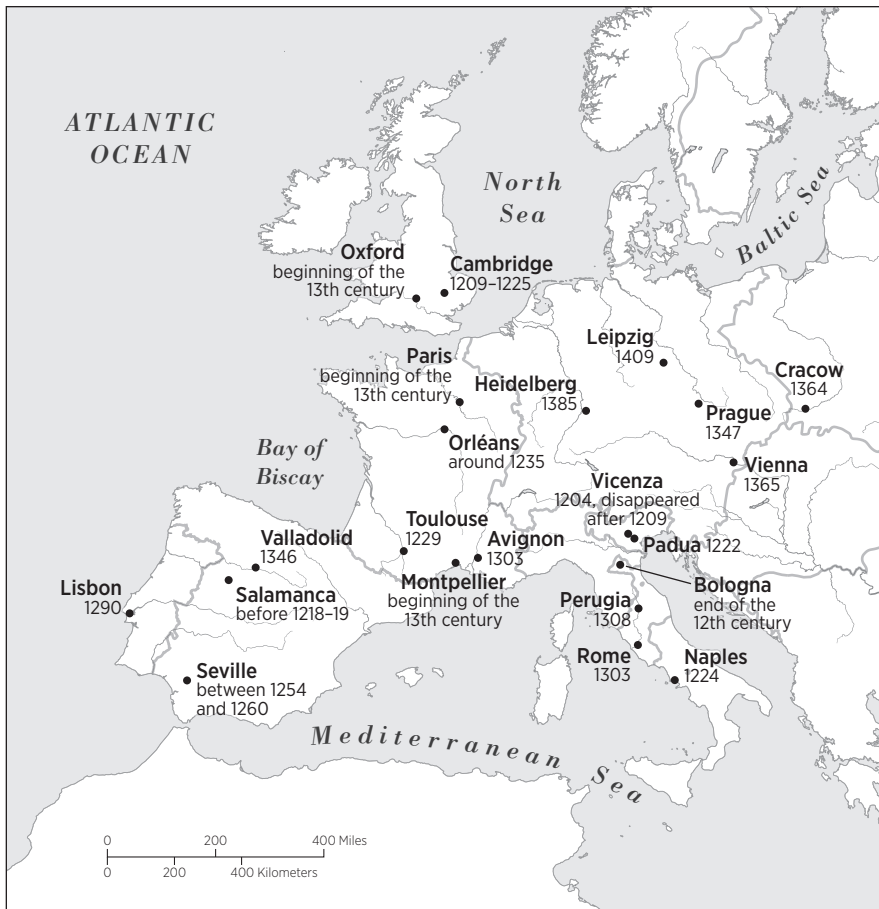 ATLANTIC
OCEAN
North
Sea
Baltic Sea
Oxford
beginning of the
13th century
Cambridge
1209–1225
Leipzig
1409
Paris
beginning of the
13th century
Heidelberg
1385
Cracow
1364
Prague
1347
Orléans
around 1235
Bay of
Biscay
Vienna
1365
Vicenza
1204, disappeared
after 1209
Toulouse
1229
Avignon
1303
Padua 1222
Valladolid
1346
Montpellier
beginning of the
13th century
Bologna
end of the
12th century
Lisbon
1290
Salamanca
before 1218–19
Perugia
1308
Rome
1303
Naples
1224
Seville
between 1254
and 1260
Mediterranean Sea
0 200 400 Miles
0 200 400 Kilometers